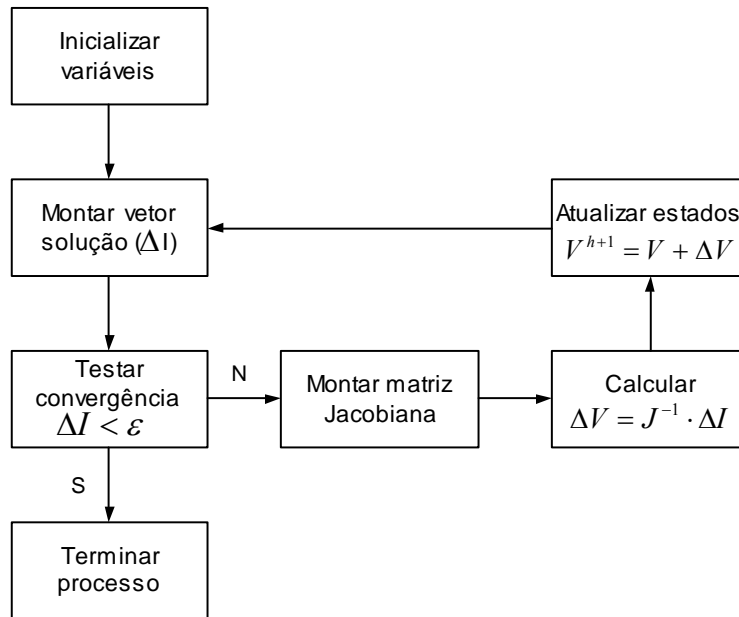 Inicializar
variáveis
Montar vetor
solução (ΔI)
Atualizar estados
V^{h+1} = V + ΔV
Testar
convergência
ΔI < ε
N
Montar matriz
Jacobiana
Calcular
ΔV = J^{-1} · ΔI
S
Terminar
processo